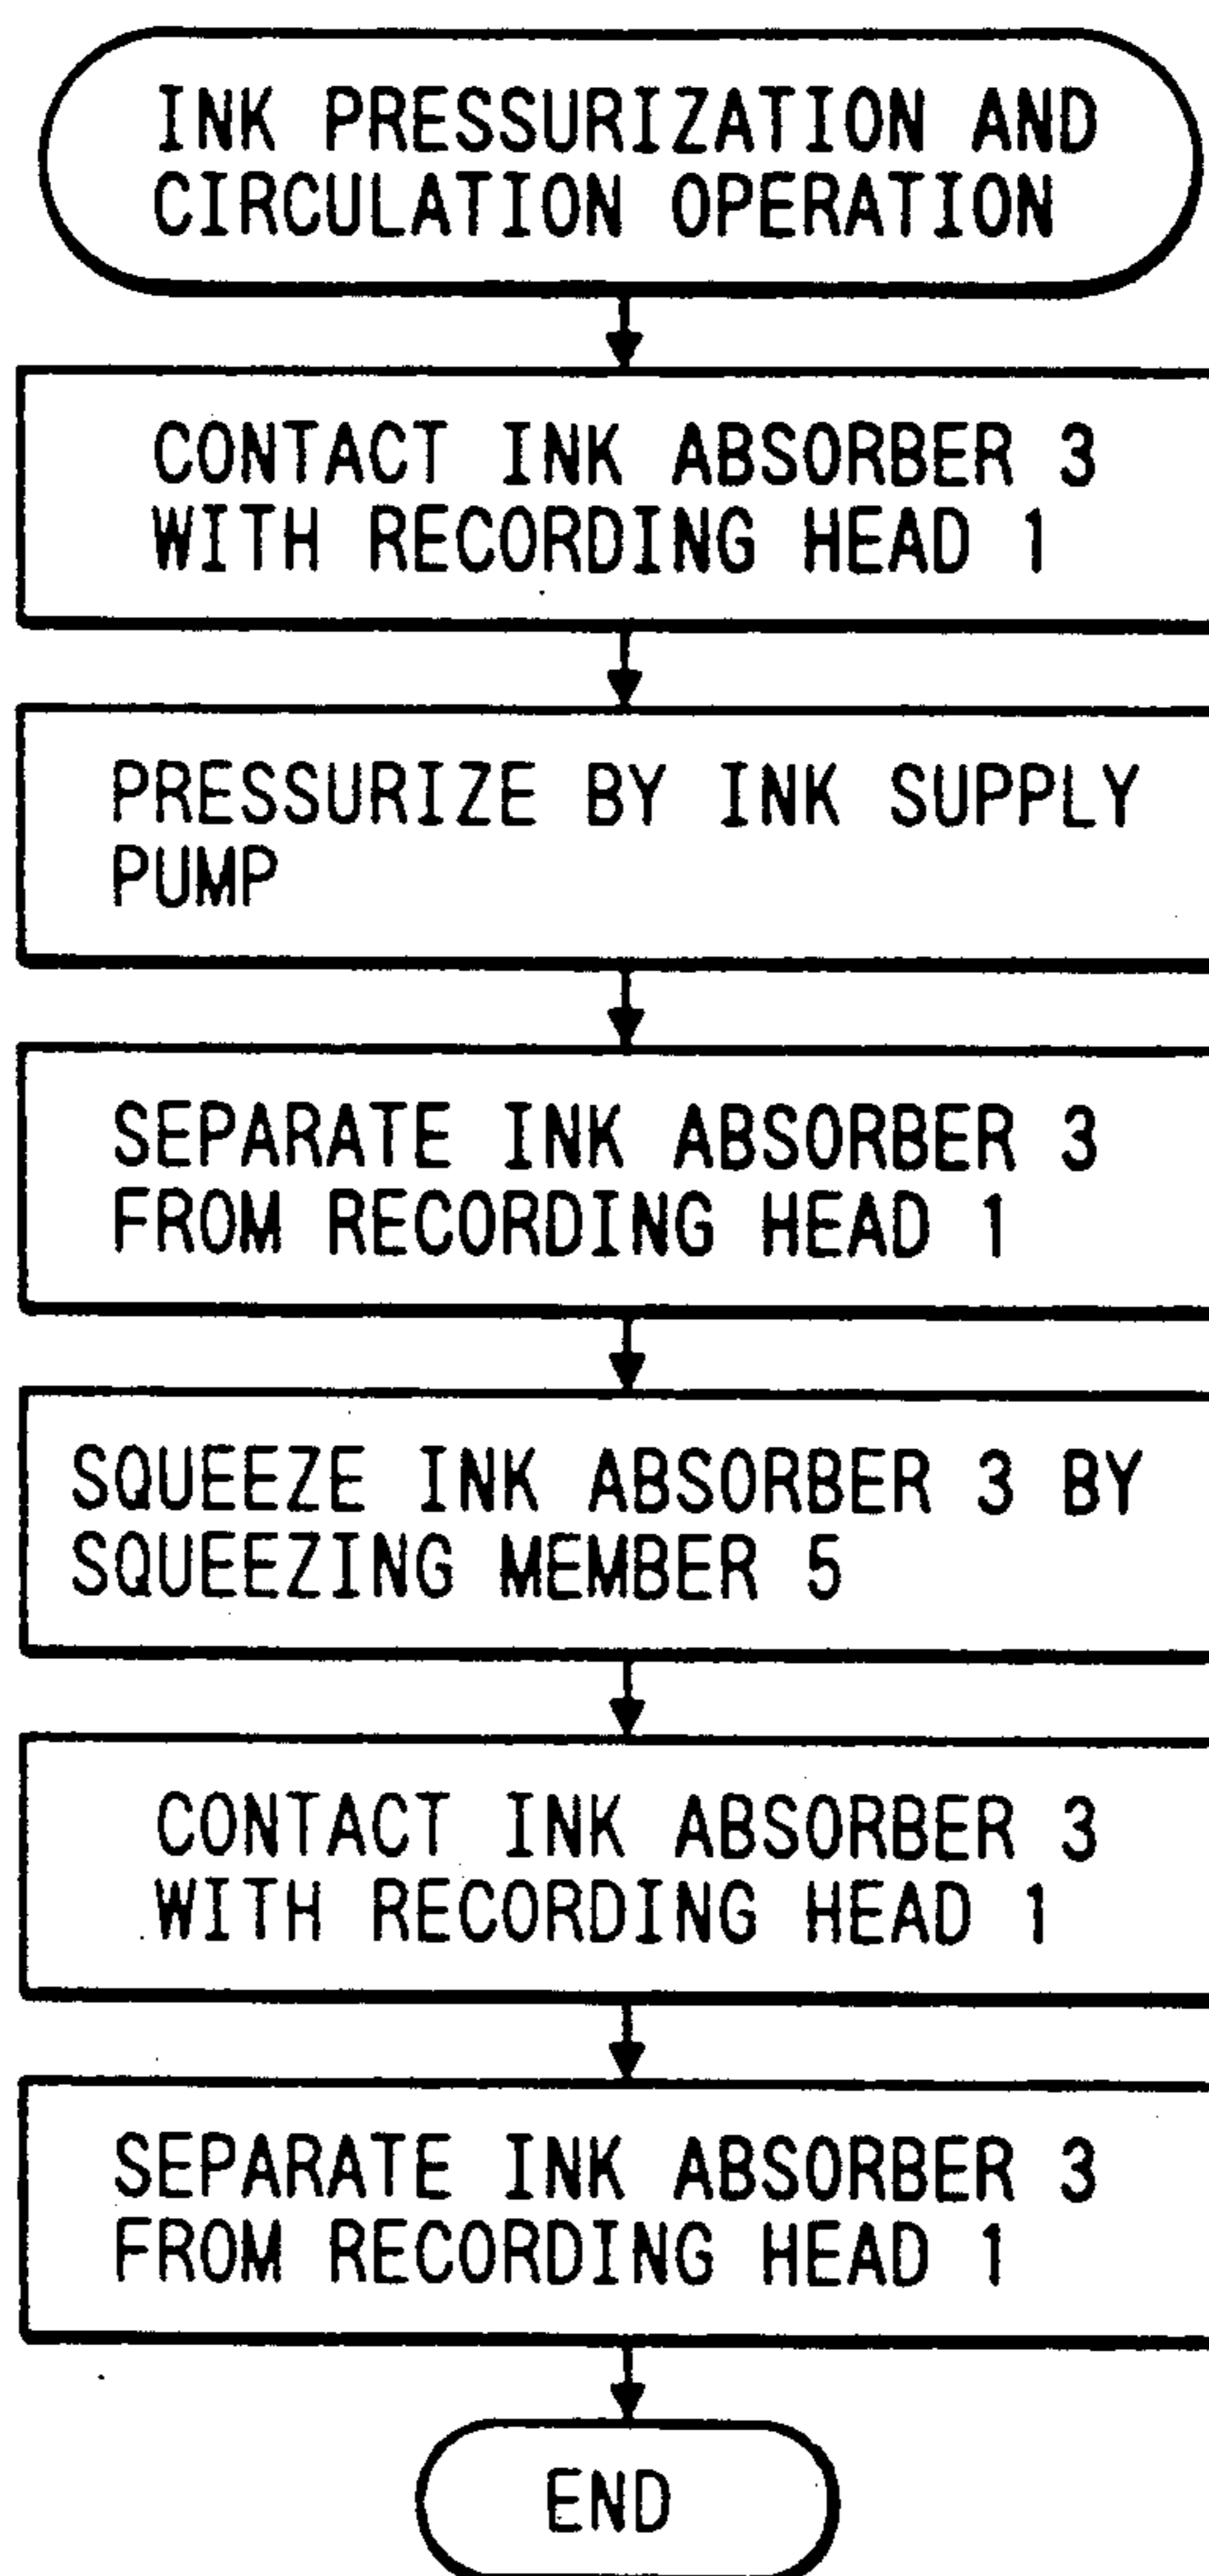 INK PRESSURIZATION AND
CIRCULATION OPERATION
CONTACT INK ABSORBER 3
WITH RECORDING HEAD 1
PRESSURIZE BY INK SUPPLY
PUMP
SEPARATE INK ABSORBER 3
FROM RECORDING HEAD 1
SQUEEZE INK ABSORBER 3 BY
SQUEEZING MEMBER 5
CONTACT INK ABSORBER 3
WITH RECORDING HEAD 1
SEPARATE INK ABSORBER 3
FROM RECORDING HEAD 1
END